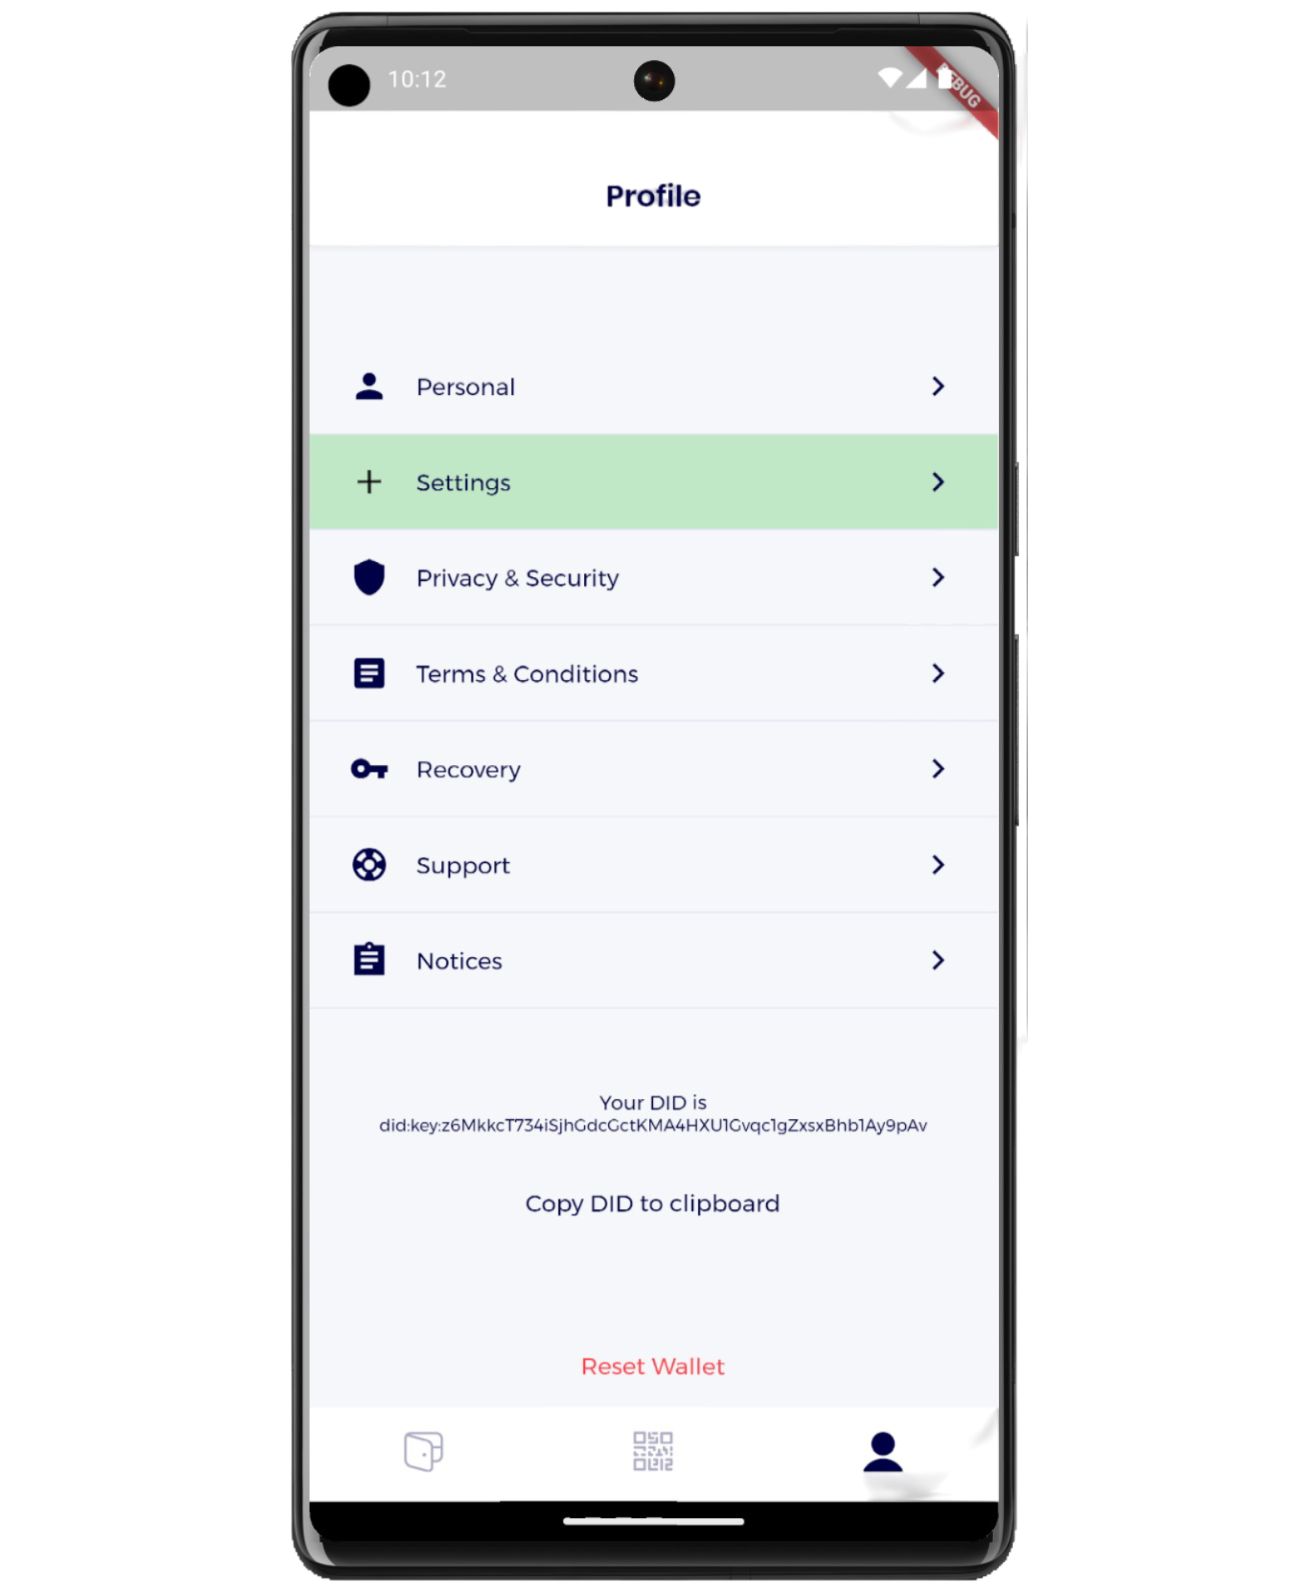 10:12
DEBUG
Profile
Personal
Settings
Privacy & Security
Terms & Conditions
Recovery
Support
Notices
Your DID is
did:key:z6MkkcT734iSjhGdcGctKMA4HXU1Gvqc1gZxsxBhb1Ay9pAv
Copy DID to clipboard
Reset Wallet